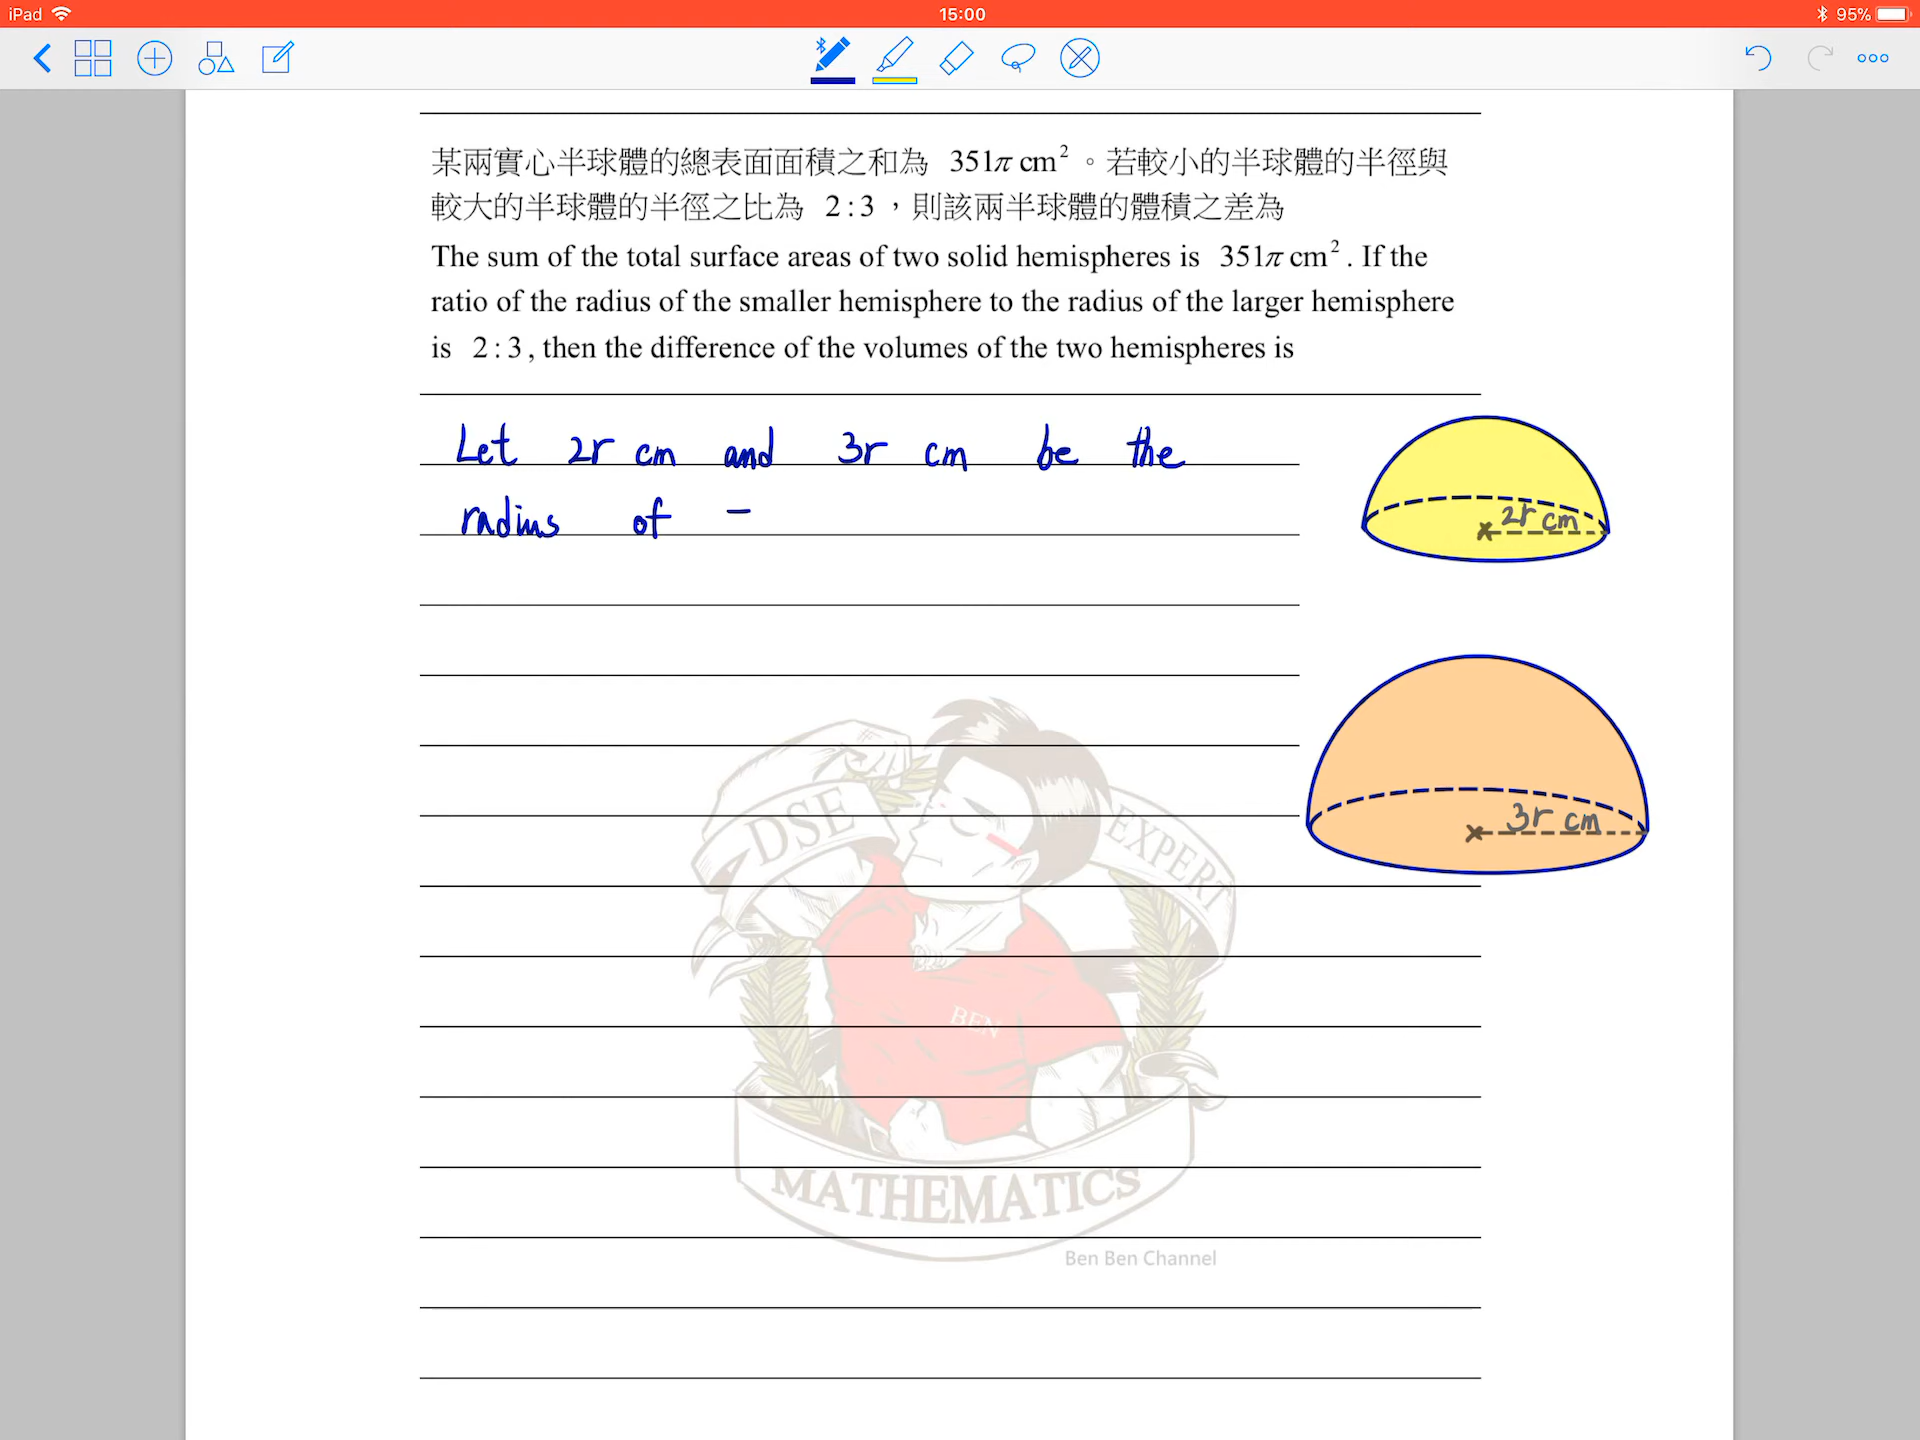 iPad
15:00
95%
某兩實心半球體的總表面面積之和為 351π cm²。若較小的半球體的半徑與
較大的半球體的半徑之比為 2:3,則該兩半球體的體積之差為
The sum of the total surface areas of two solid hemispheres is 351π cm². If the
ratio of the radius of the smaller hemisphere to the radius of the larger hemisphere
is 2:3, then the difference of the volumes of the two hemispheres is
Let 2r cm and 3r cm be the
radius of
2r cm
3r cm
DSE EXPERT
BEN
MATHEMATICS
Ben Ben Channel